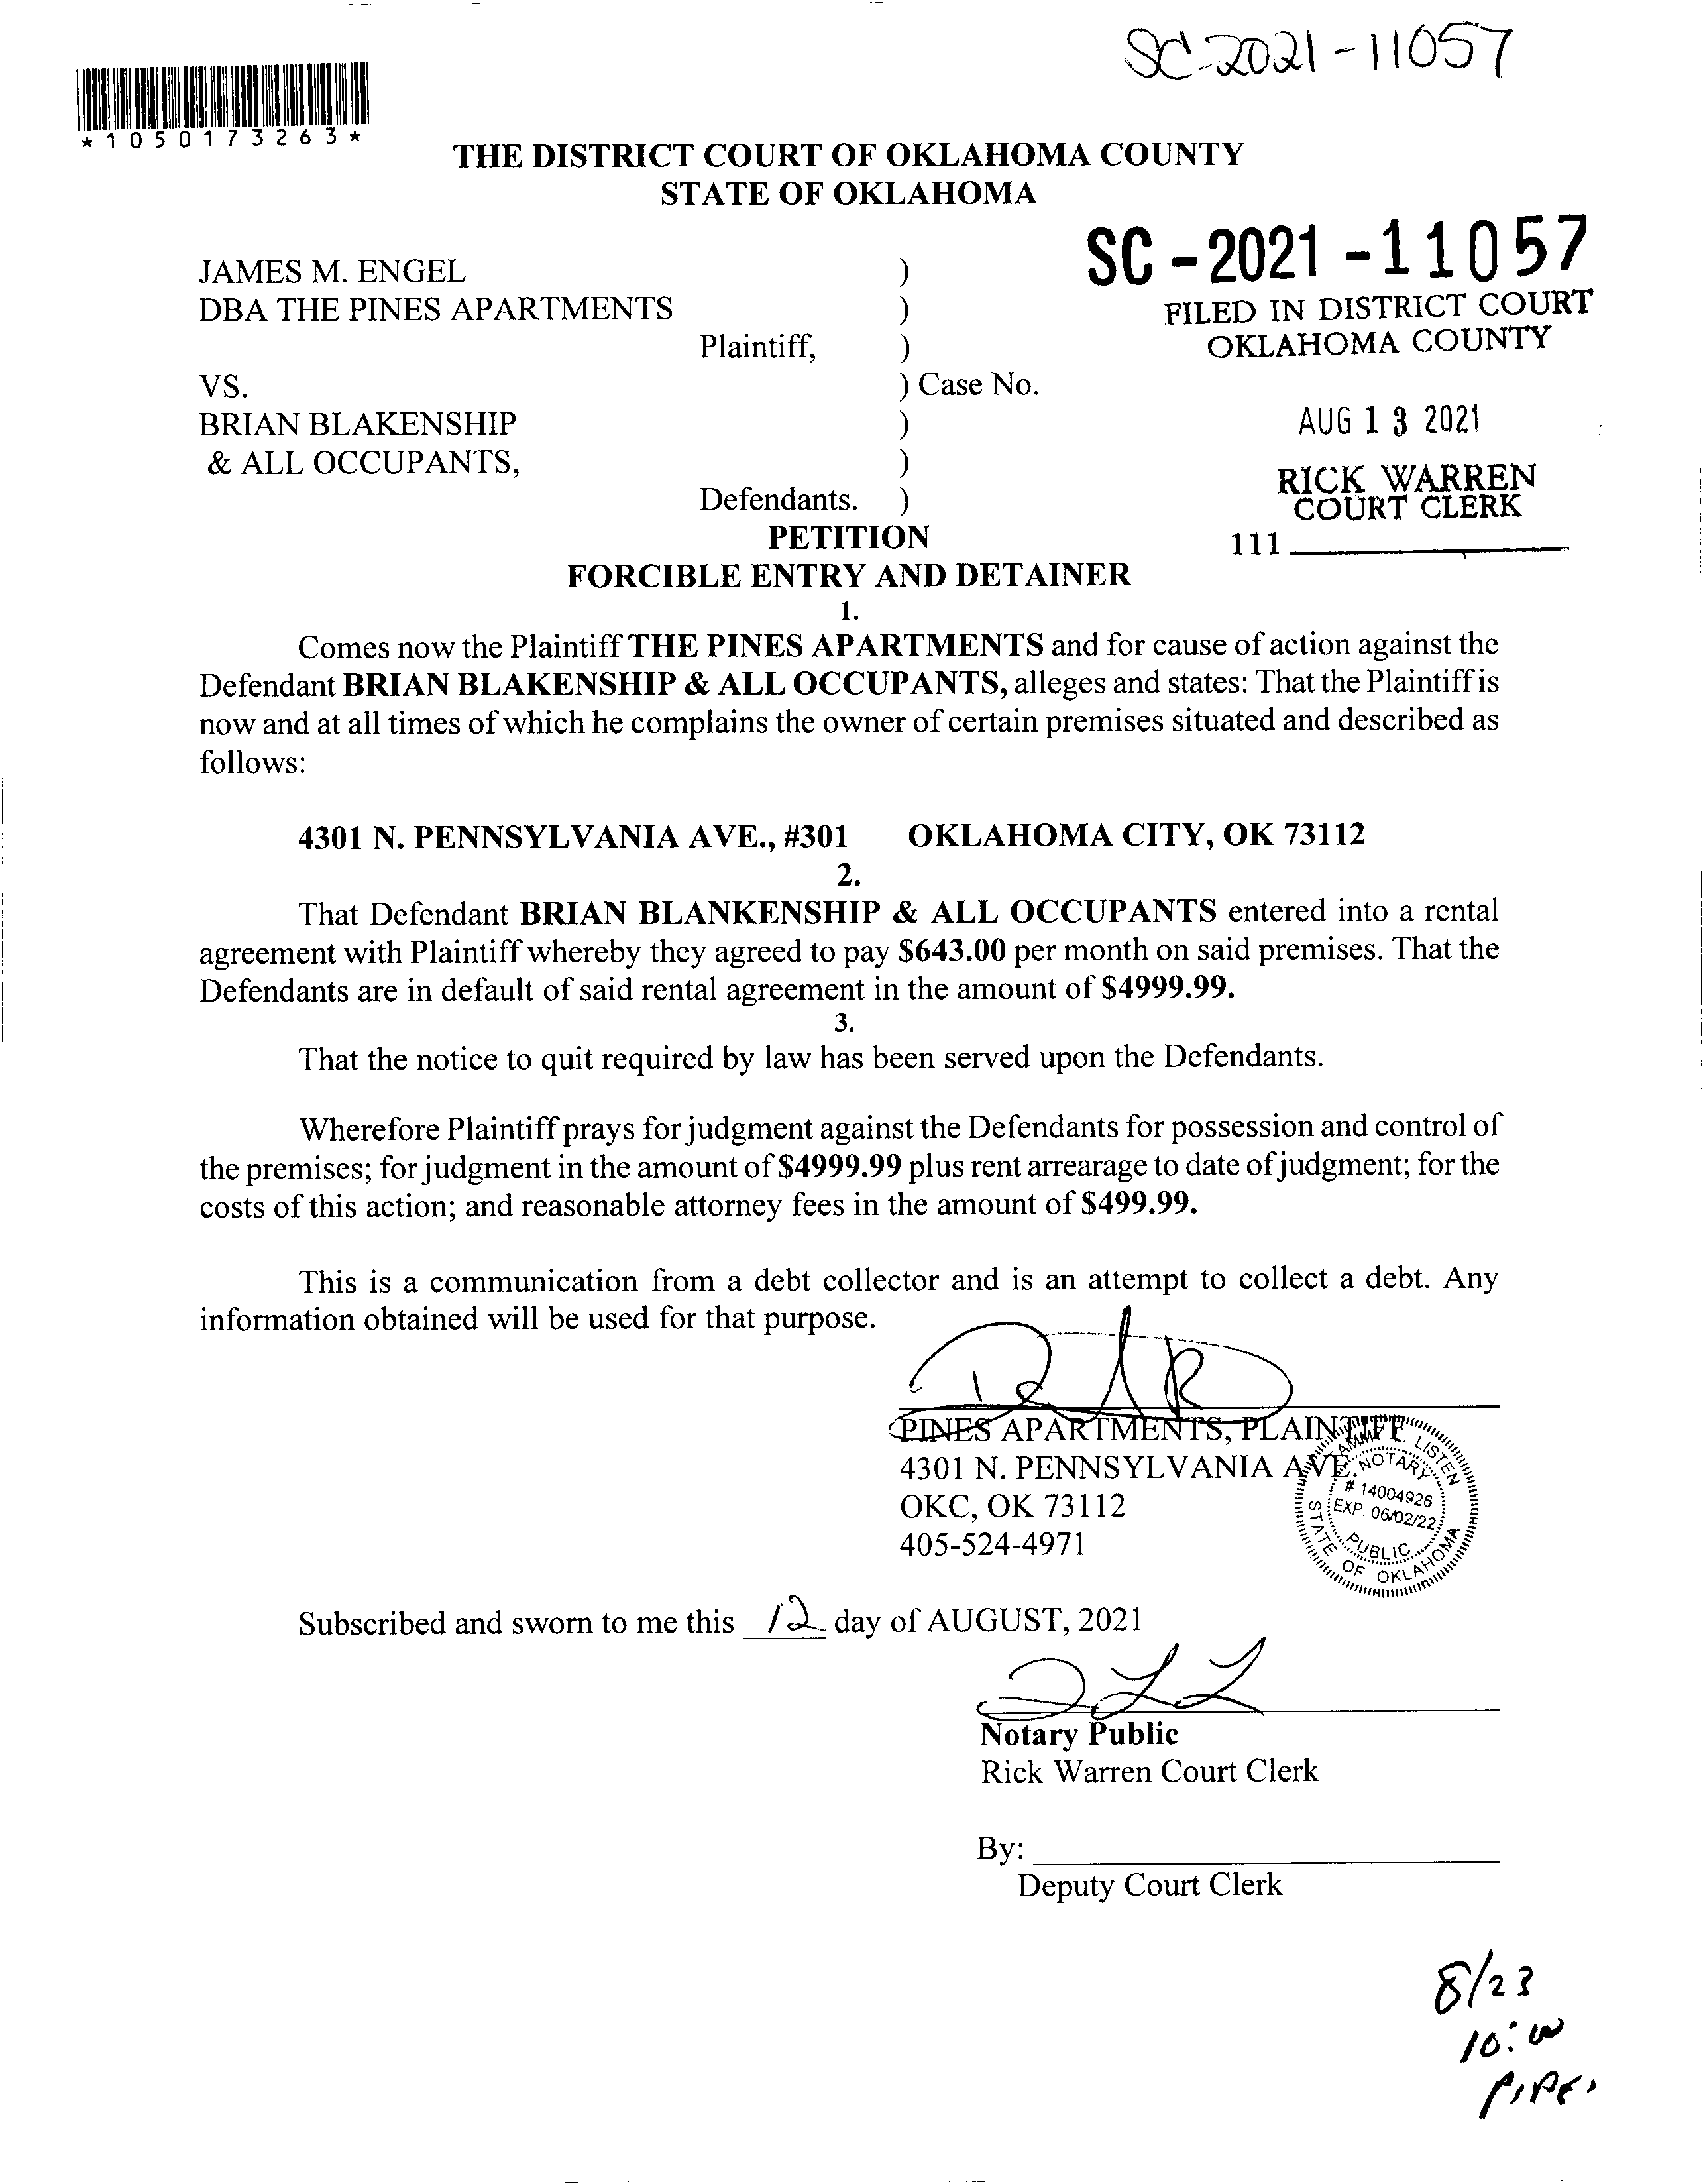 SC-2021-11057
*1050173263*
THE DISTRICT COURT OF OKLAHOMA COUNTY
STATE OF OKLAHOMA
SC-2021-11057
JAMES M. ENGEL )
DBA THE PINES APARTMENTS )
FILED IN DISTRICT COURT
Plaintiff, )
OKLAHOMA COUNTY
VS. ) Case No.
BRIAN BLAKENSHIP )
AUG 13 2021
& ALL OCCUPANTS, )
RICK WARREN
COURT CLERK
Defendants. )
PETITION
111
FORCIBLE ENTRY AND DETAINER
1.
Comes now the Plaintiff THE PINES APARTMENTS and for cause of action against the
Defendant BRIAN BLAKENSHIP & ALL OCCUPANTS, alleges and states: That the Plaintiff is
now and at all times of which he complains the owner of certain premises situated and described as
follows:
4301 N. PENNSYLVANIA AVE., #301 OKLAHOMA CITY, OK 73112
2.
That Defendant BRIAN BLANKENSHIP & ALL OCCUPANTS entered into a rental
agreement with Plaintiff whereby they agreed to pay $643.00 per month on said premises. That the
Defendants are in default of said rental agreement in the amount of $4999.99.
3.
That the notice to quit required by law has been served upon the Defendants.
Wherefore Plaintiff prays for judgment against the Defendants for possession and control of
the premises; for judgment in the amount of $4999.99 plus rent arrearage to date of judgment; for the
costs of this action; and reasonable attorney fees in the amount of $499.99.
This is a communication from a debt collector and is an attempt to collect a debt. Any
information obtained will be used for that purpose.
PINES APARTMENTS, PLAINTIFF
4301 N. PENNSYLVANIA AVE.
OKC, OK 73112
405-524-4971
LISTEN
NOTARY
# 14004926
EXP. 06/02/22
PUBLIC
STATE OF OKLAHOMA
Subscribed and sworn to me this 12 day of AUGUST, 2021
Notary Public
Rick Warren Court Clerk
By:
Deputy Court Clerk
8/23